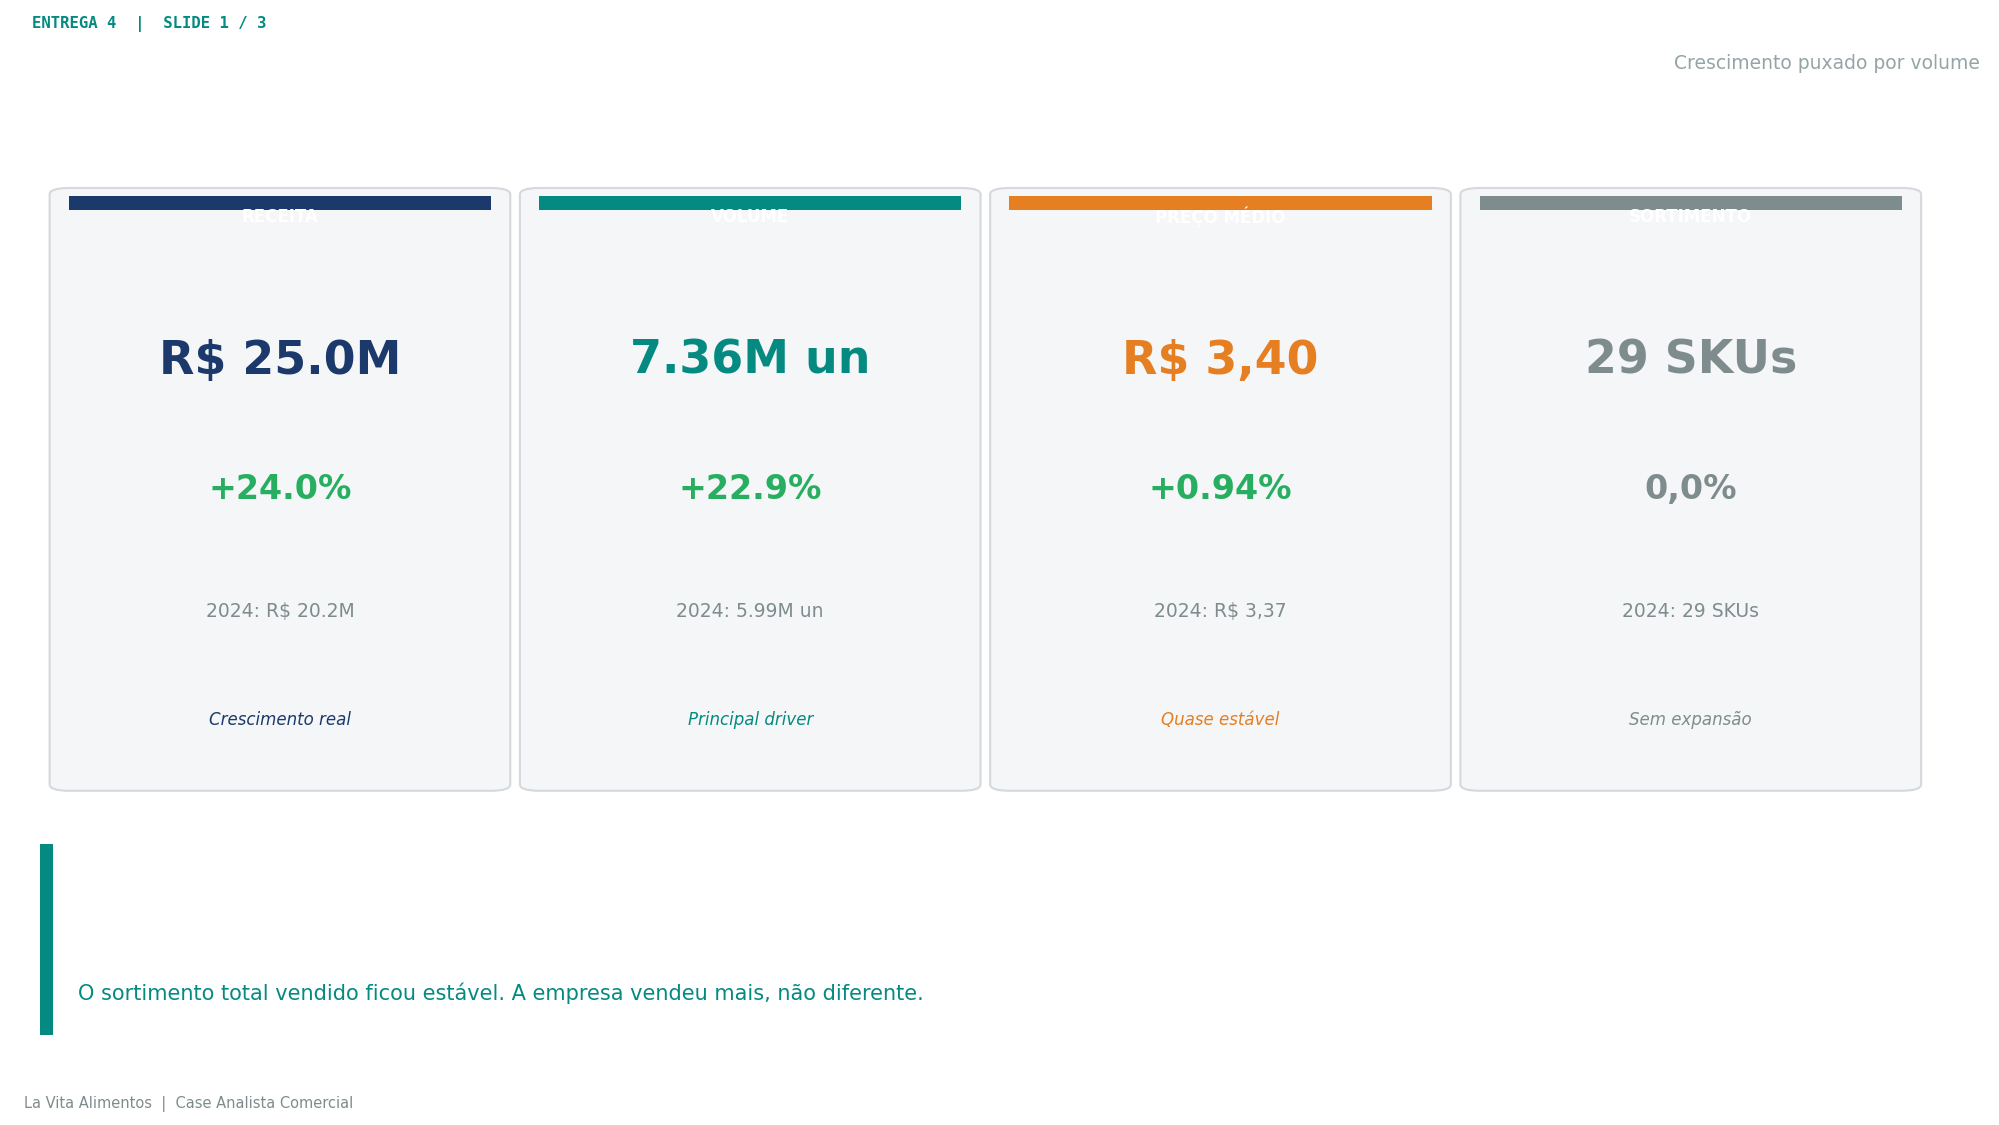 ENTREGA 4 | SLIDE 1 / 3
Crescimento puxado por volume
RECEITA
R$ 25.0M
+24.0%
2024: R$ 20.2M
Crescimento real
VOLUME
7.36M un
+22.9%
2024: 5.99M un
Principal driver
PREÇO MÉDIO
R$ 3,40
+0.94%
2024: R$ 3,37
Quase estável
SORTIMENTO
29 SKUs
0,0%
2024: 29 SKUs
Sem expansão
O sortimento total vendido ficou estável. A empresa vendeu mais, não diferente.
La Vita Alimentos | Case Analista Comercial